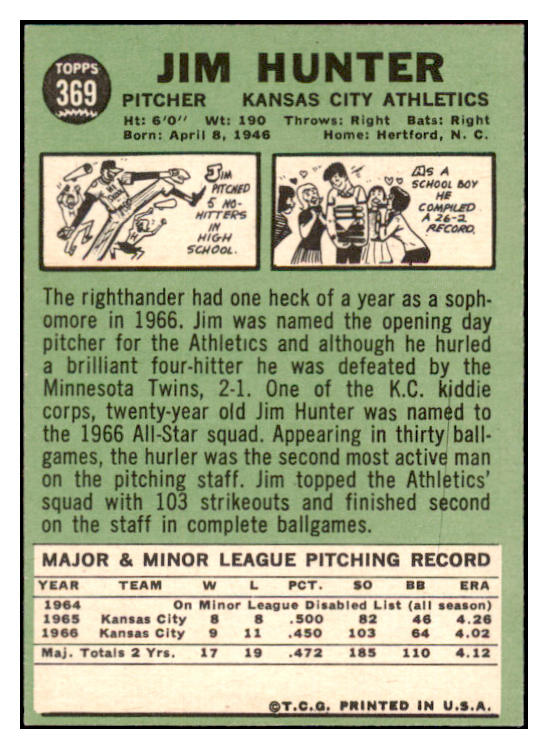 TOPPS
369
JIM HUNTER
PITCHER KANSAS CITY ATHLETICS
Ht: 6'0" Wt: 190 Throws: Right Bats: Right
Born: April 8, 1946 Home: Hertford, N. C.
JIM
PITCHED
5 NO-
HITTERS
IN
HIGH
SCHOOL.
AS A
SCHOOL BOY
HE
COMPILED
A 26-2
RECORD.
The righthander had one heck of a year as a soph-
omore in 1966. Jim was named the opening day
pitcher for the Athletics and although he hurled
a brilliant four-hitter he was defeated by the
Minnesota Twins, 2-1. One of the K.C. kiddie
corps, twenty-year old Jim Hunter was named to
the 1966 All-Star squad. Appearing in thirty ball-
games, the hurler was the second most active man
on the pitching staff. Jim topped the Athletics'
squad with 103 strikeouts and finished second
on the staff in complete ballgames.
MAJOR & MINOR LEAGUE PITCHING RECORD
YEAR TEAM W L PCT. SO BB ERA
1964 On Minor League Disabled List (all season)
1965 Kansas City 8 8 .500 82 46 4.26
1966 Kansas City 9 11 .450 103 64 4.02
Maj. Totals 2 Yrs. 17 19 .472 185 110 4.12
©T.C.G. PRINTED IN U.S.A.